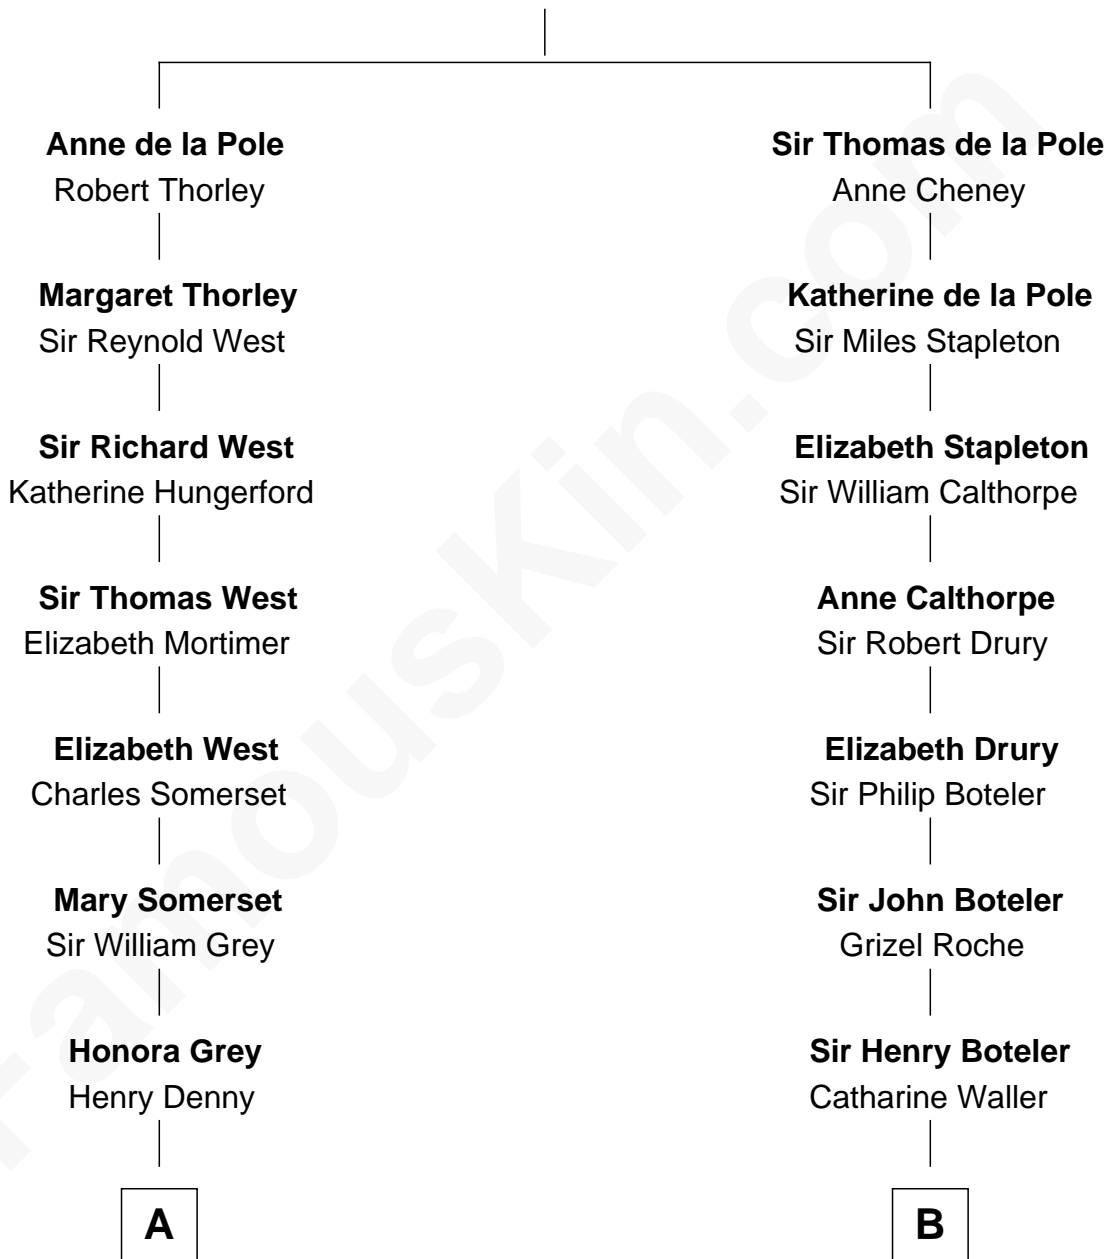 Anne de la Pole
Robert Thorley
Margaret Thorley
Sir Reynold West
Sir Richard West
Katherine Hungerford
Sir Thomas West
Elizabeth Mortimer
Elizabeth West
Charles Somerset
Mary Somerset
Sir William Grey
Honora Grey
Henry Denny
A
Sir Thomas de la Pole
Anne Cheney
Katherine de la Pole
Sir Miles Stapleton
Elizabeth Stapleton
Sir William Calthorpe
Anne Calthorpe
Sir Robert Drury
Elizabeth Drury
Sir Philip Boteler
Sir John Boteler
Grizel Roche
Sir Henry Boteler
Catharine Waller
B
FamousKin.com